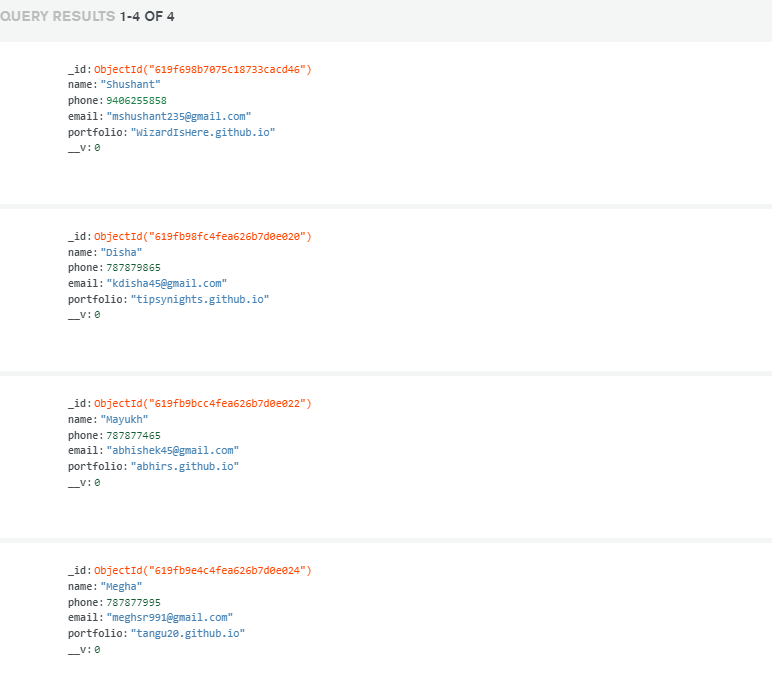 QUERY RESULTS 1-4 OF 4
_id: ObjectId("619f698b7075c18733cacd46")
name: "Shushant"
phone: 9406255858
email: "mshushant235@gmail.com"
portfolio: "WizardIsHere.github.io"
__v: 0
_id: ObjectId("619fb98fc4fea626b7d0e020")
name: "Disha"
phone: 787879865
email: "kdisha45@gmail.com"
portfolio: "tipsynights.github.io"
__v: 0
_id: ObjectId("619fb9bcc4fea626b7d0e022")
name: "Mayukh"
phone: 787877465
email: "abhishek45@gmail.com"
portfolio: "abhirs.github.io"
__v: 0
_id: ObjectId("619fb9e4c4fea626b7d0e024")
name: "Megha"
phone: 787877995
email: "meghsr991@gmail.com"
portfolio: "tangu20.github.io"
__v: 0